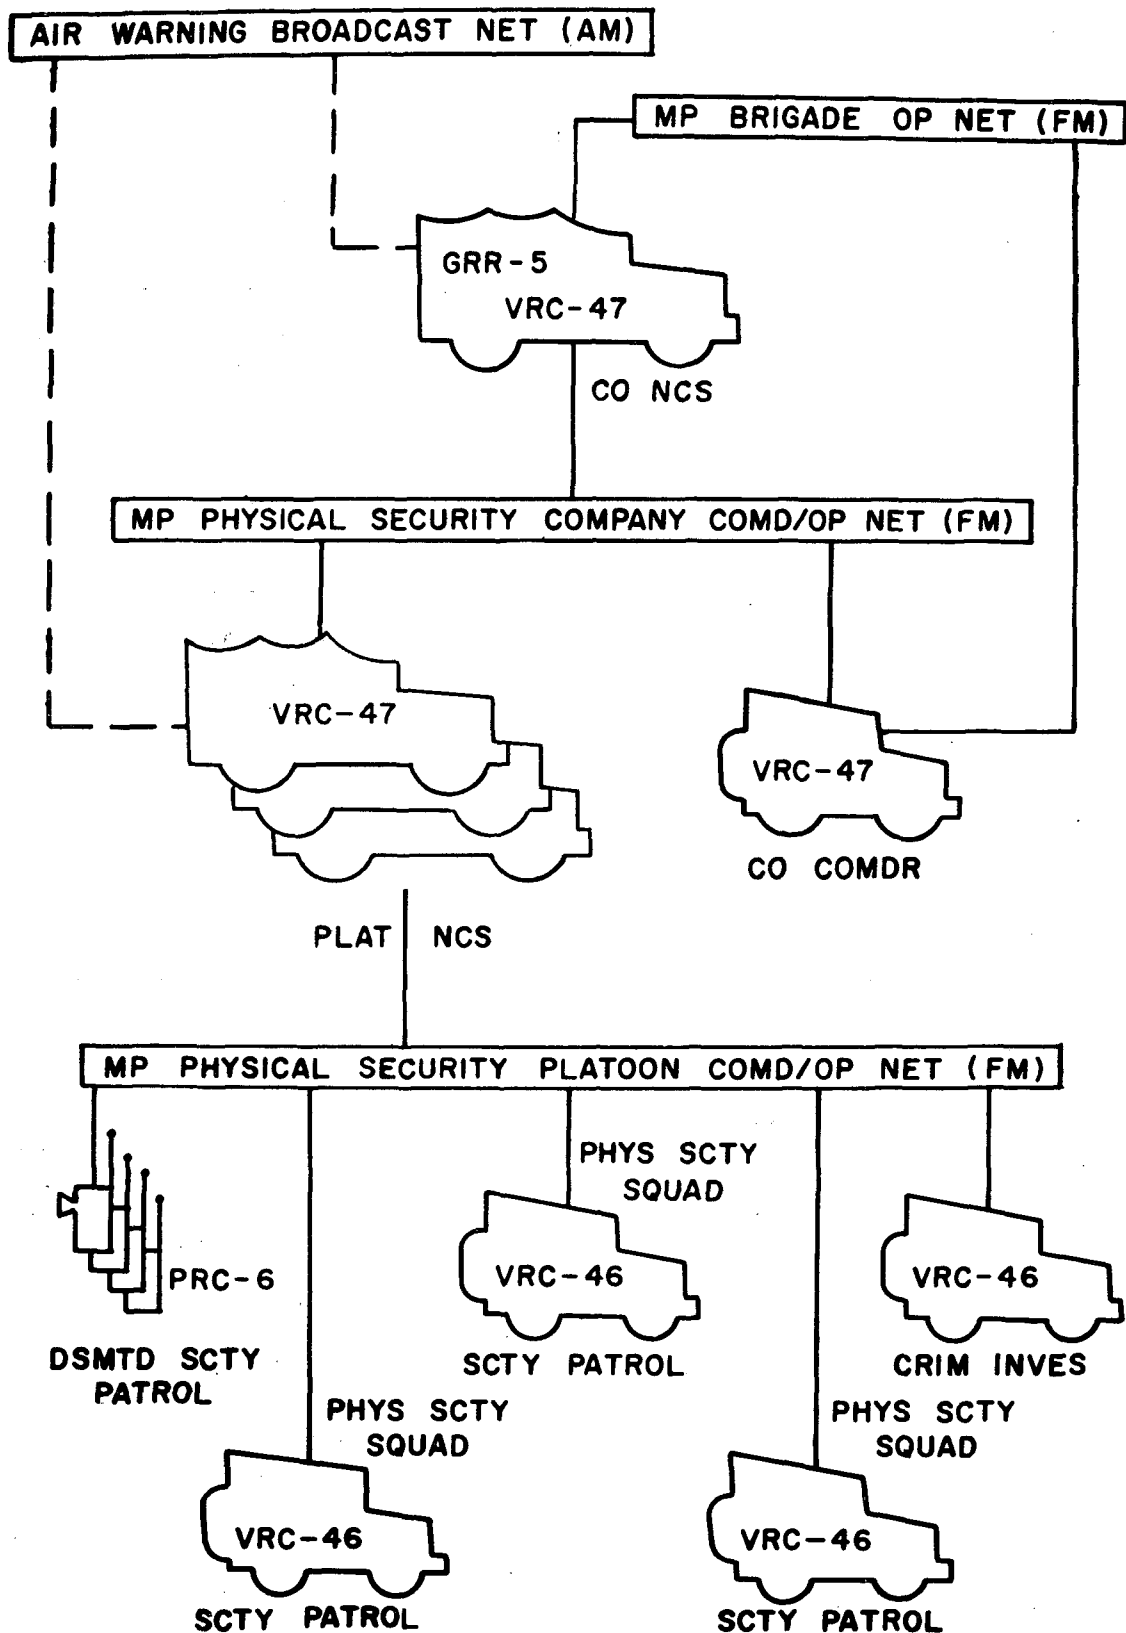 AIR WARNING BROADCAST NET (AM)
MP BRIGADE OP NET (FM)
GRR-5
VRC-47
CO NCS
MP PHYSICAL SECURITY COMPANY COMD/OP NET (FM)
VRC-47
VRC-47
CO COMDR
PLAT NCS
MP PHYSICAL SECURITY PLATOON COMD/OP NET (FM)
PHYS SCTY
SQUAD
PRC-6
VRC-46
VRC-46
DSMTD SCTY
PATROL
SCTY PATROL
CRIM INVES
PHYS SCTY
SQUAD
PHYS SCTY
SQUAD
VRC-46
VRC-46
SCTY PATROL
SCTY PATROL